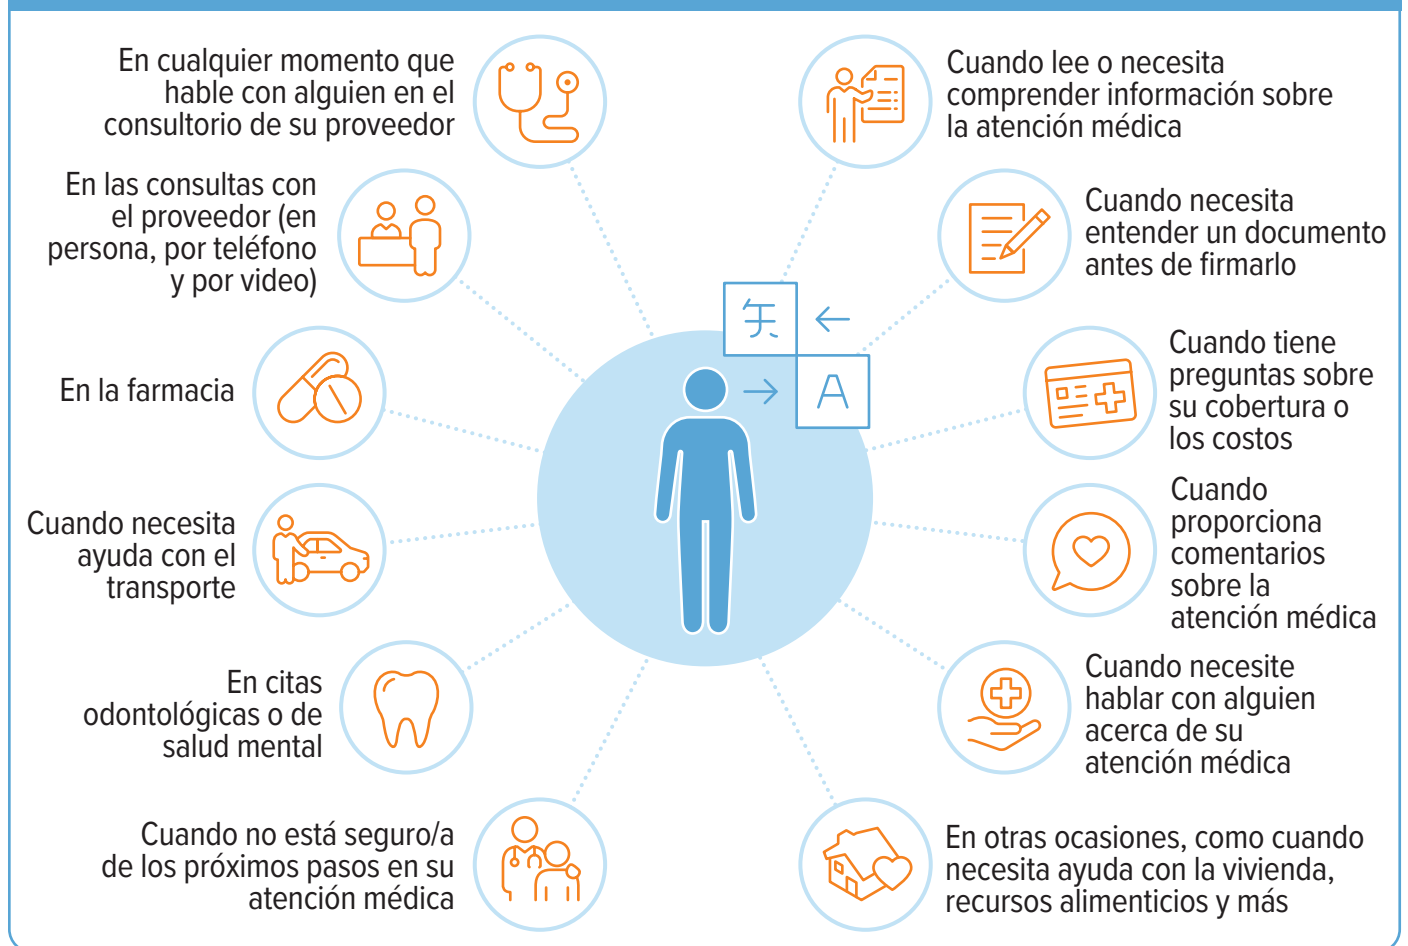 En cualquier momento que
hable con alguien en el
consultorio de su proveedor
En las consultas con
el proveedor (en
persona, por teléfono
y por video)
En la farmacia
Cuando necesita
ayuda con el
transporte
En citas
odontológicas o de
salud mental
Cuando no está seguro/a
de los próximos pasos en su
atención médica
Cuando lee o necesita
comprender información sobre
la atención médica
Cuando necesita
entender un documento
antes de firmarlo
Cuando tiene
preguntas sobre
su cobertura o
los costos
Cuando
proporciona
comentarios
sobre la
atención médica
Cuando necesite
hablar con alguien
acerca de su
atención médica
En otras ocasiones, como cuando
necesita ayuda con la vivienda,
recursos alimenticios y más
A